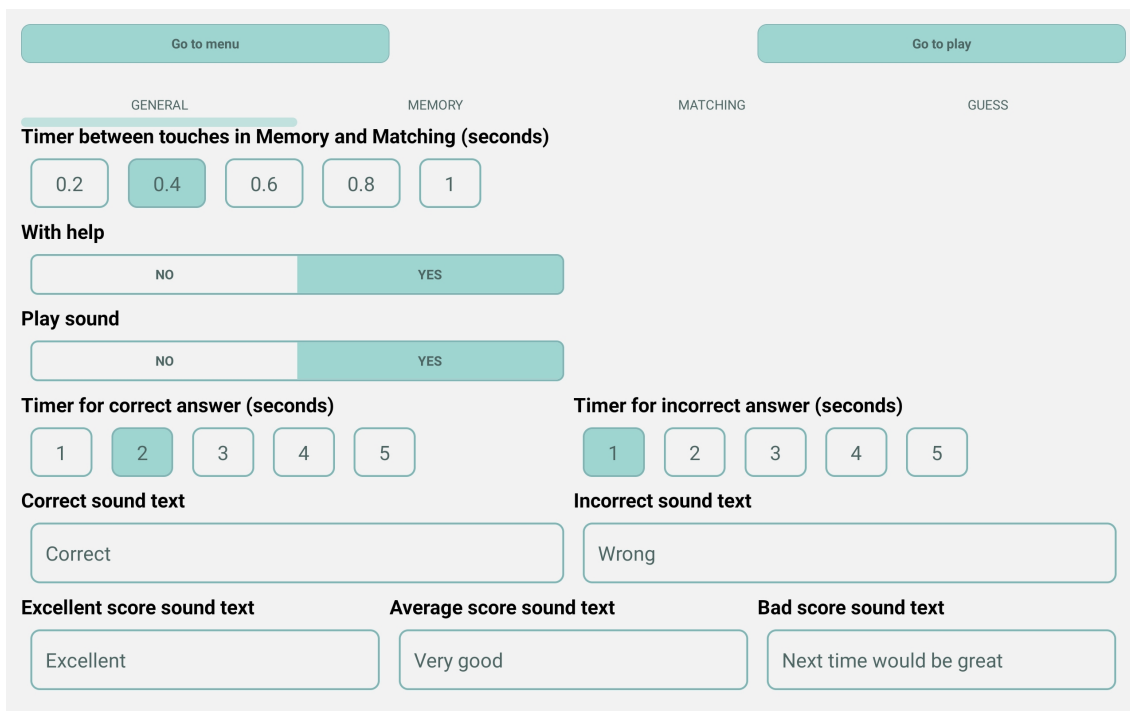 Go to menu Go to play
GENERAL MEMORY MATCHING GUESS
Timer between touches in Memory and Matching (seconds)
0.2 0.4 0.6 0.8 1
With help
NO YES
Play sound
NO YES
Timer for correct answer (seconds) Timer for incorrect answer (seconds)
1 2 3 4 5 1 2 3 4 5
Correct sound text Incorrect sound text
Correct Wrong
Excellent score sound text Average score sound text Bad score sound text
Excellent Very good Next time would be great